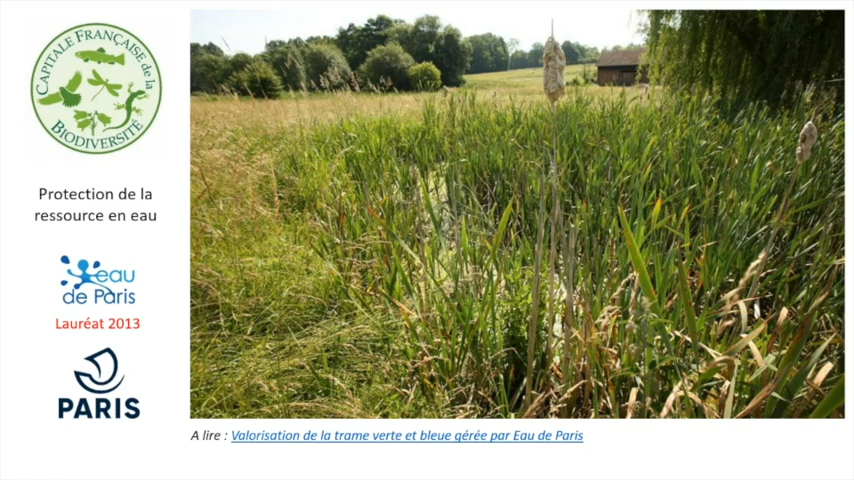 CAPITALE FRANÇAISE de la
BIODIVERSITÉ
Protection de la
ressource en eau
eau
de Paris
Lauréat 2013
PARIS
A lire : Valorisation de la trame verte et bleue gérée par Eau de Paris